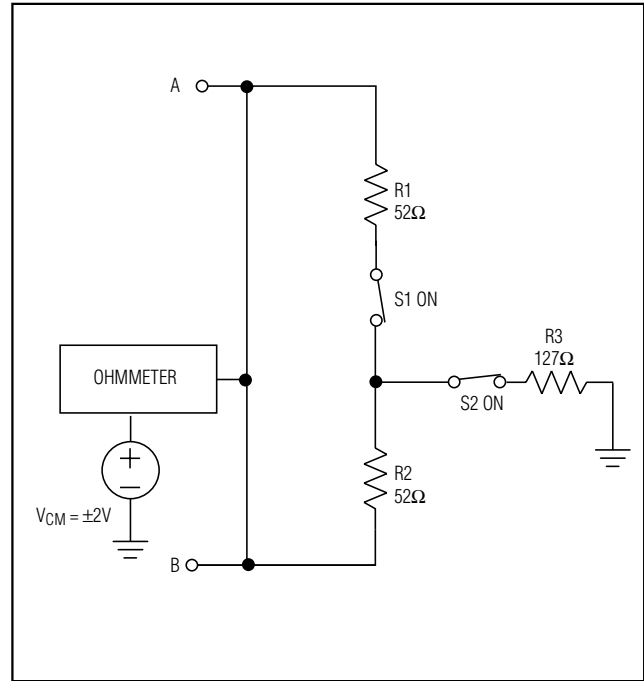 A
R1
52Ω
S1 ON
R3
127Ω
OHMMETER
S2 ON
+
–
R2
52Ω
VCM = ±2V
B